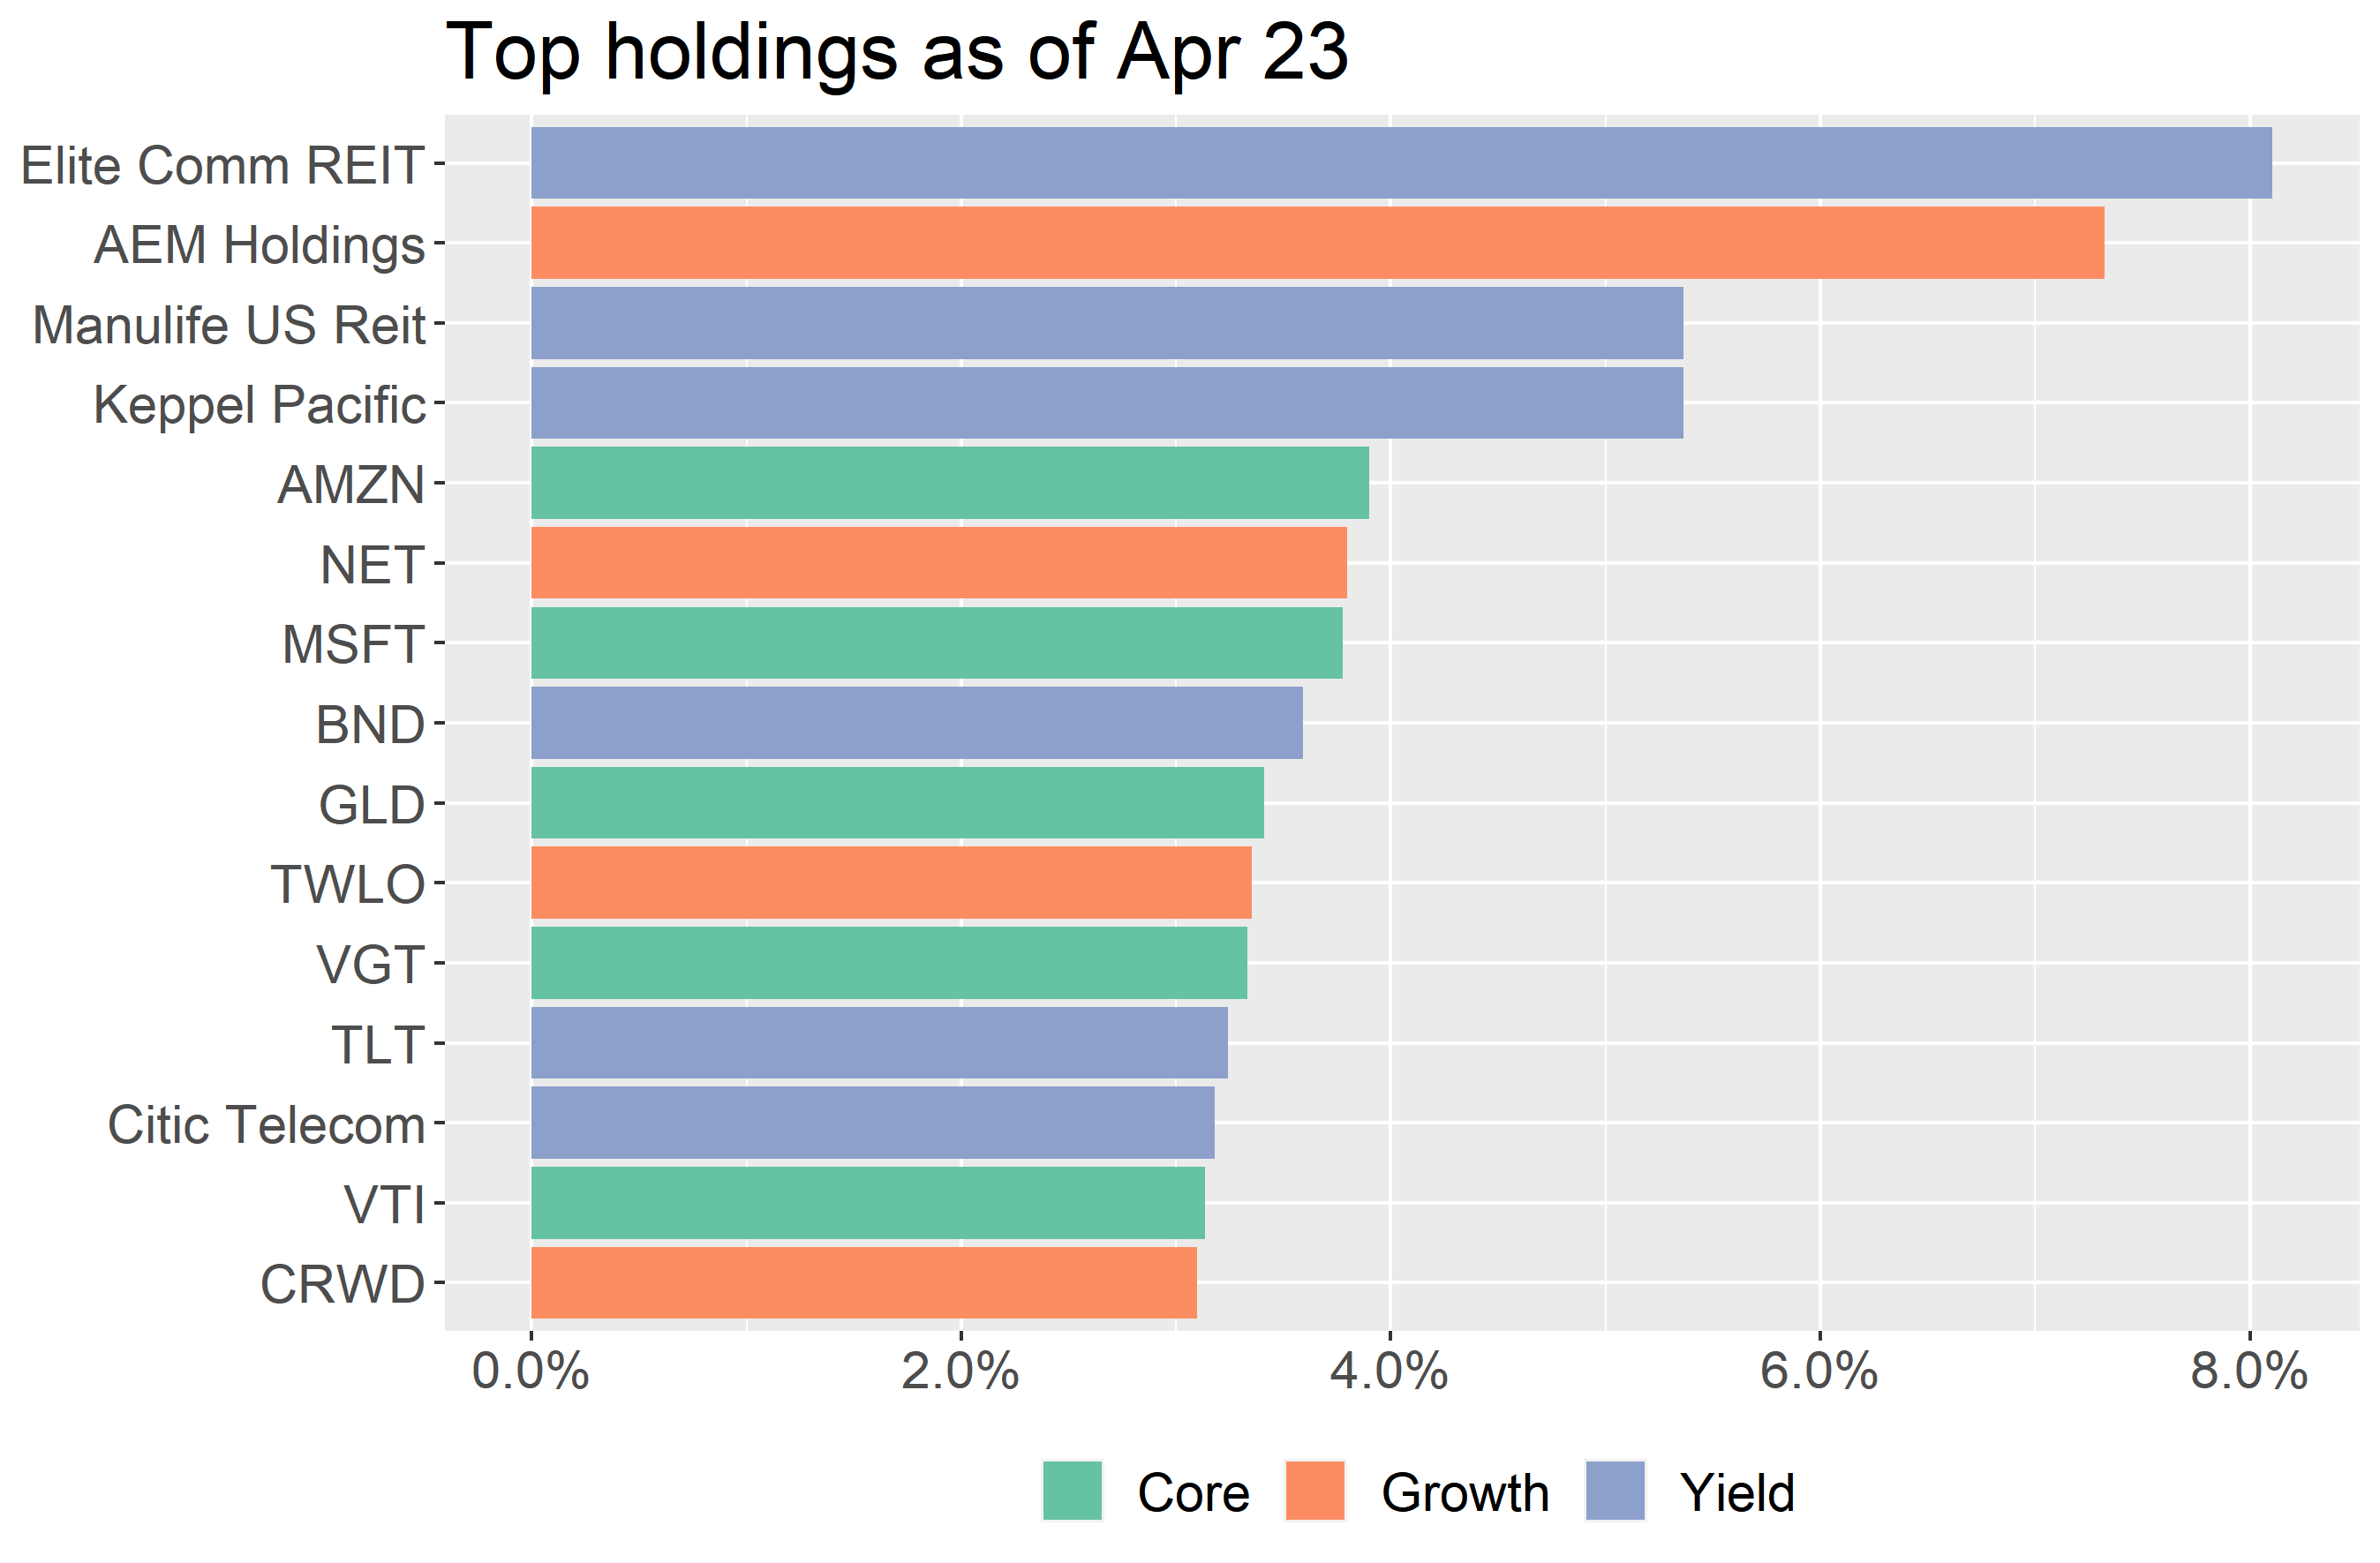 Top holdings as of Apr 23
Elite Comm REIT
AEM Holdings
Manulife US Reit
Keppel Pacific
AMZN
NET
MSFT
BND
GLD
TWLO
VGT
TLT
Citic Telecom
VTI
CRWD
0.0% 2.0% 4.0% 6.0% 8.0%
Core Growth Yield